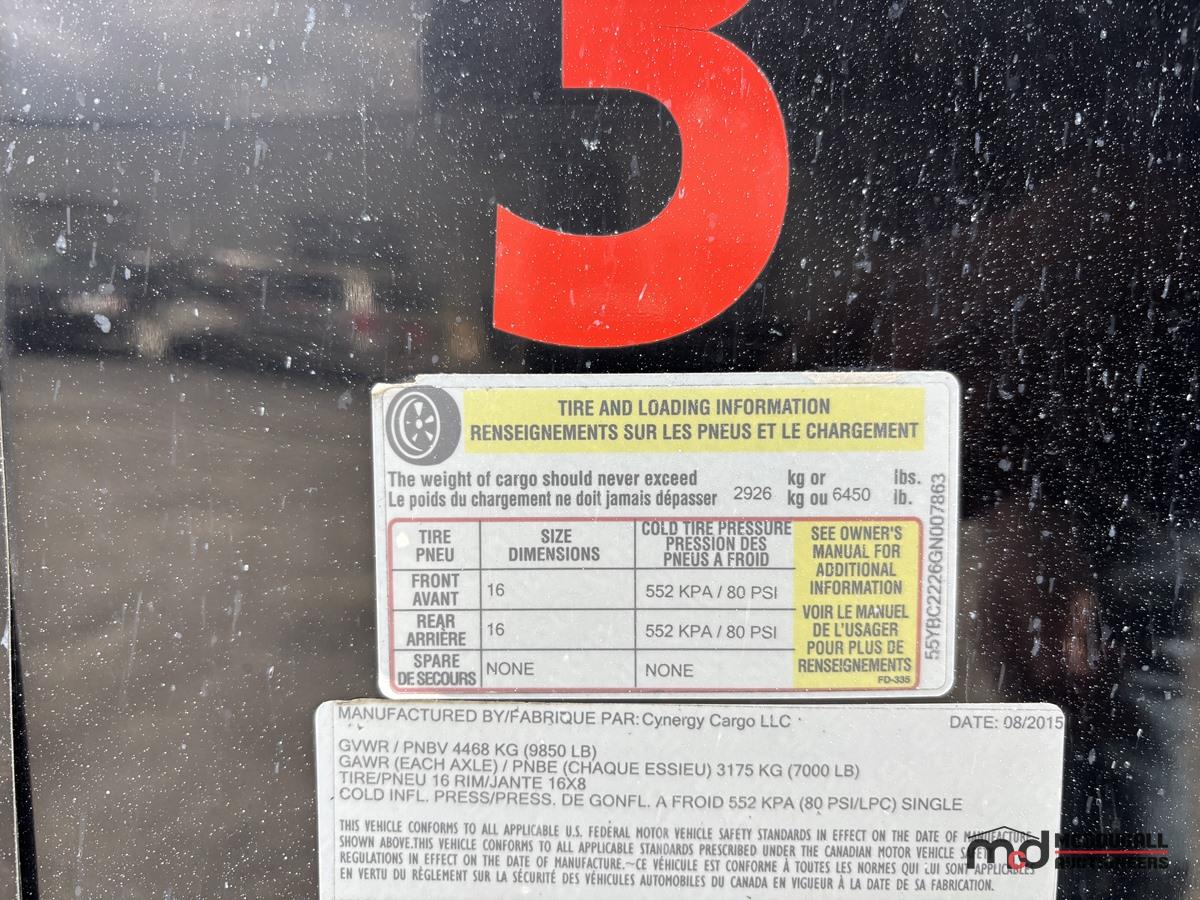 3
TIRE AND LOADING INFORMATION
RENSEIGNEMENTS SUR LES PNEUS ET LE CHARGEMENT
The weight of cargo should never exceed kg or lbs.
Le poids du chargement ne doit jamais dépasser 2926 kg ou 6450 lb.
TIRE PNEU
SIZE DIMENSIONS
COLD TIRE PRESSURE
PRESSION DES
PNEUS A FROID
FRONT AVANT 16 552 KPA / 80 PSI
REAR ARRIÈRE 16 552 KPA / 80 PSI
SPARE DE SECOURS NONE NONE
SEE OWNER'S
MANUAL FOR
ADDITIONAL
INFORMATION
VOIR LE MANUEL
DE L'USAGER
POUR PLUS DE
RENSEIGNEMENTS
FD-335
55YBC2226GN007863
MANUFACTURED BY/FABRIQUE PAR: Cynergy Cargo LLC DATE: 08/2015
GVWR / PNBV 4468 KG (9850 LB)
GAWR (EACH AXLE) / PNBE (CHAQUE ESSIEU) 3175 KG (7000 LB)
TIRE/PNEU 16 RIM/JANTE 16X8
COLD INFL. PRESS/PRESS. DE GONFL. A FROID 552 KPA (80 PSI/LPC) SINGLE
THIS VEHICLE CONFORMS TO ALL APPLICABLE U.S. FEDERAL MOTOR VEHICLE SAFETY STANDARDS IN EFFECT ON THE DATE OF MANUFACTURE
SHOWN ABOVE.THIS VEHICLE CONFORMS TO ALL APPLICABLE STANDARDS PRESCRIBED UNDER THE CANADIAN MOTOR VEHICLE
REGULATIONS IN EFFECT ON THE DATE OF MANUFACTURE.~CE VÉHICULE EST CONFORME À TOUTES LES NORMES QUI LUI SONT APPLICABLES
EN VERTU DU RÈGLEMENT SUR LA SÉCURITÉ DES VÉHICULES AUTOMOBILES DU CANADA EN VIGUEUR À LA DATE DE SA FABRICATION.
mcd MCDOUGALL
AUCTIONEERS